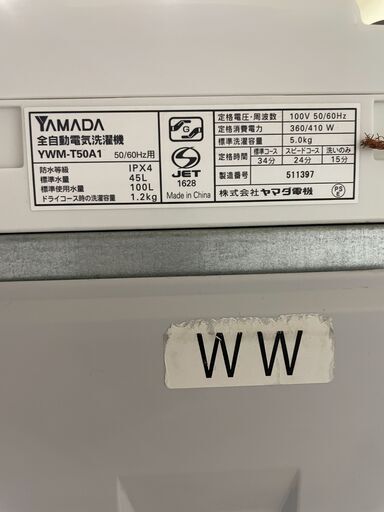 YAMADA
全自動電気洗濯機
YWM-T50A1 50/60Hz用
防水等級 IPX4
標準水量 45L
標準使用水量 100L
ドライコース時の洗濯容量 1.2kg
G
S
JET
1628
Made in China
定格電圧・周波数 100V 50/60Hz
定格消費電力 360/410 W
標準洗濯容量 5.0kg
定格時間 標準コース スピードコース 洗いのみ
34分 24分 15分
製造番号 511397
株式会社 ヤマダ電機 PS E
WW